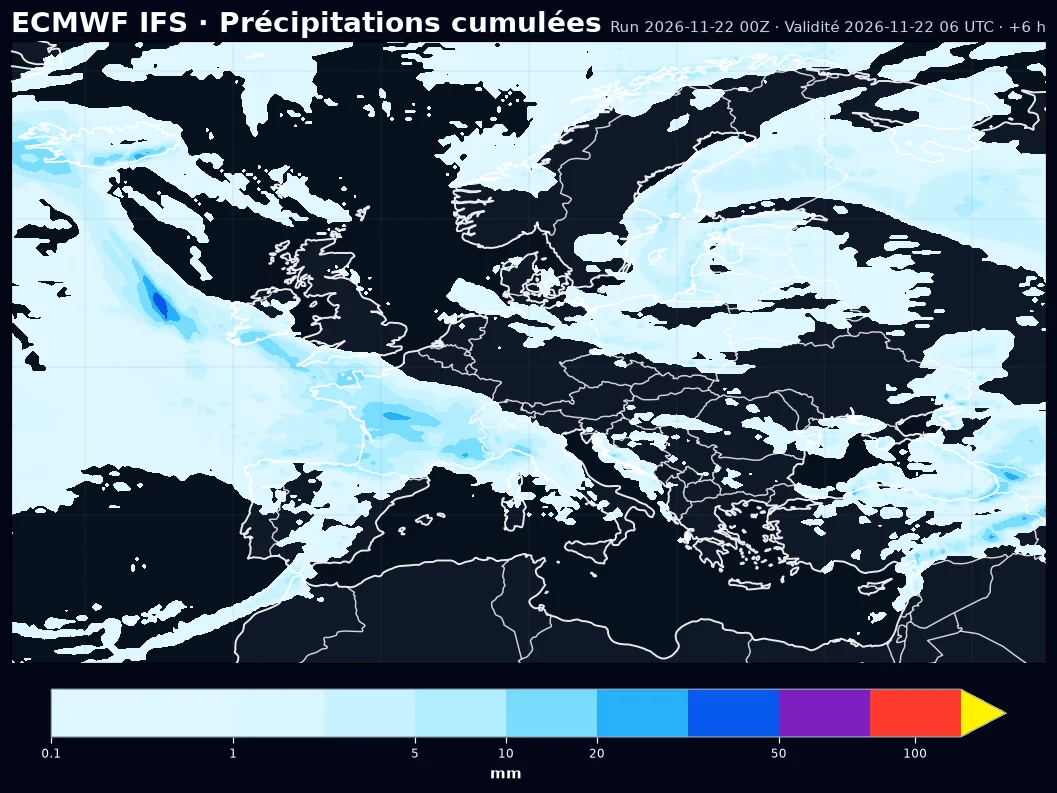 ECMWF IFS · Précipitations cumulées Run 2026-11-22 00Z · Validité 2026-11-22 06 UTC · +6 h
0.1 1 5 10 20 50 100
mm